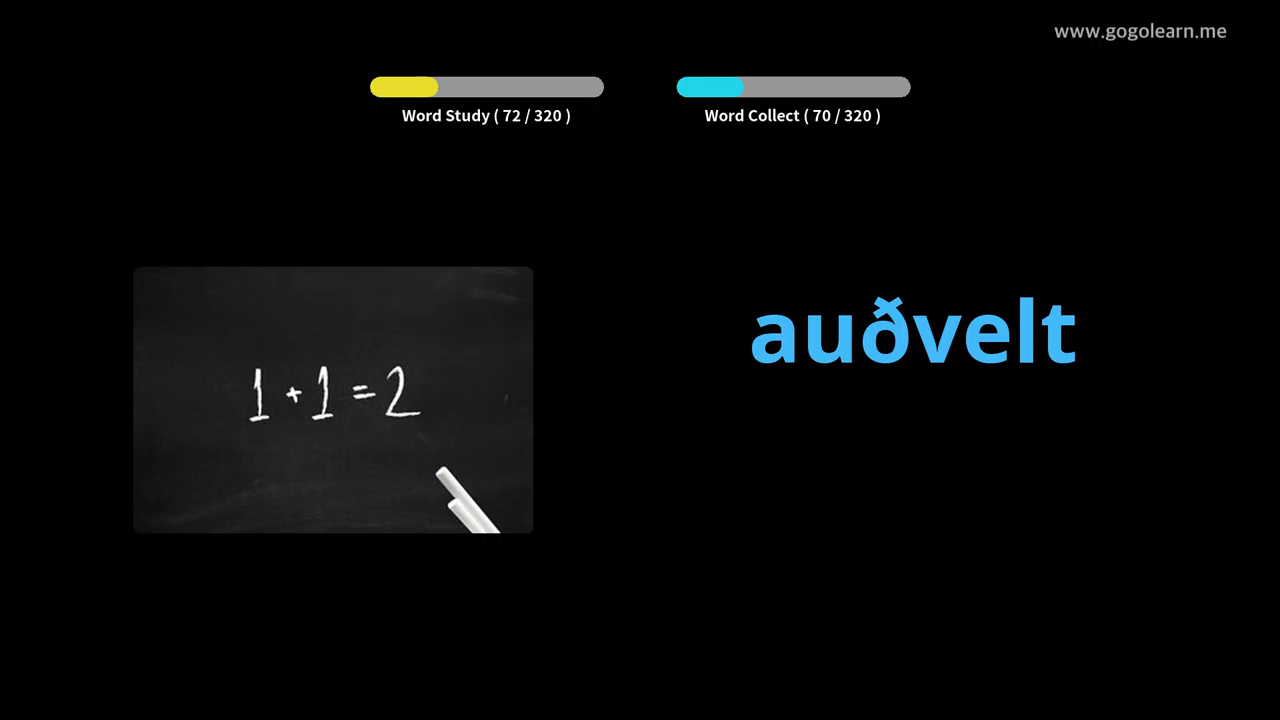 www.gogolearn.me
Word Study ( 72 / 320 )
Word Collect ( 70 / 320 )
1 + 1 = 2
auðvelt